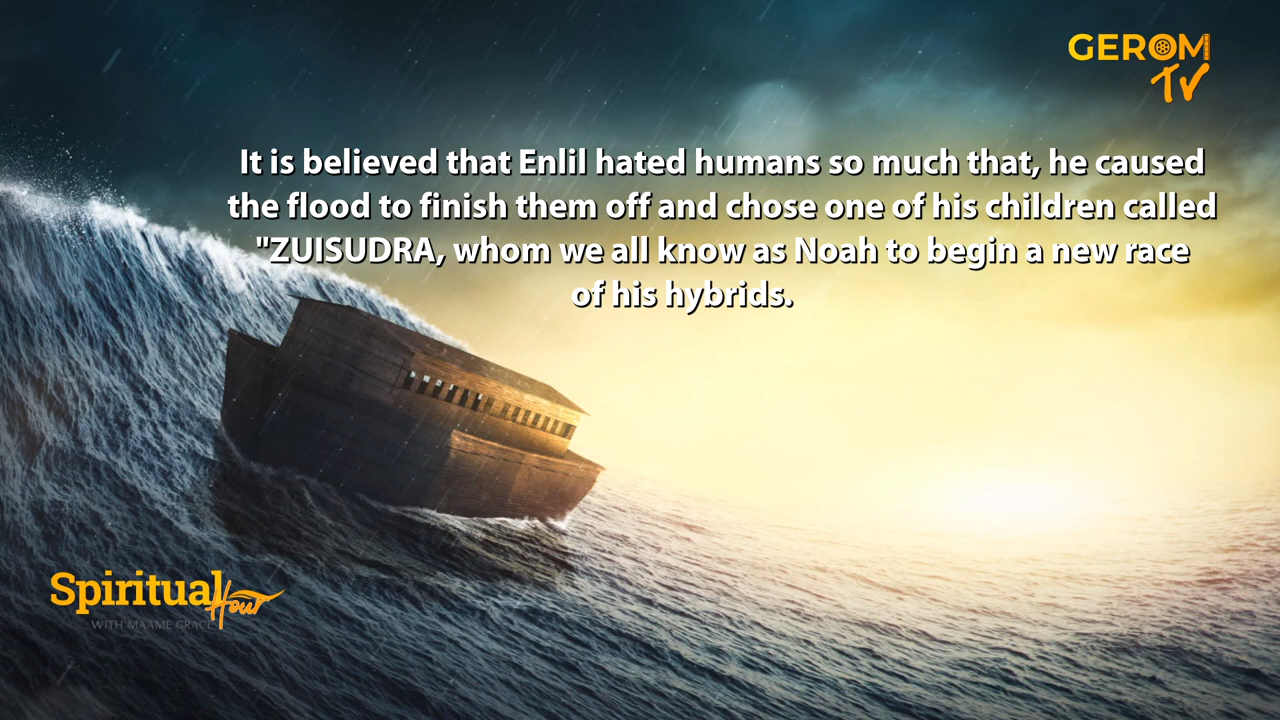 GEROM
TV
It is believed that Enlil hated humans so much that, he caused
the flood to finish them off and chose one of his children called
"ZUISUDRA, whom we all know as Noah to begin a new race
of his hybrids.
Spiritual
Hour
WITH MAAME GRACE